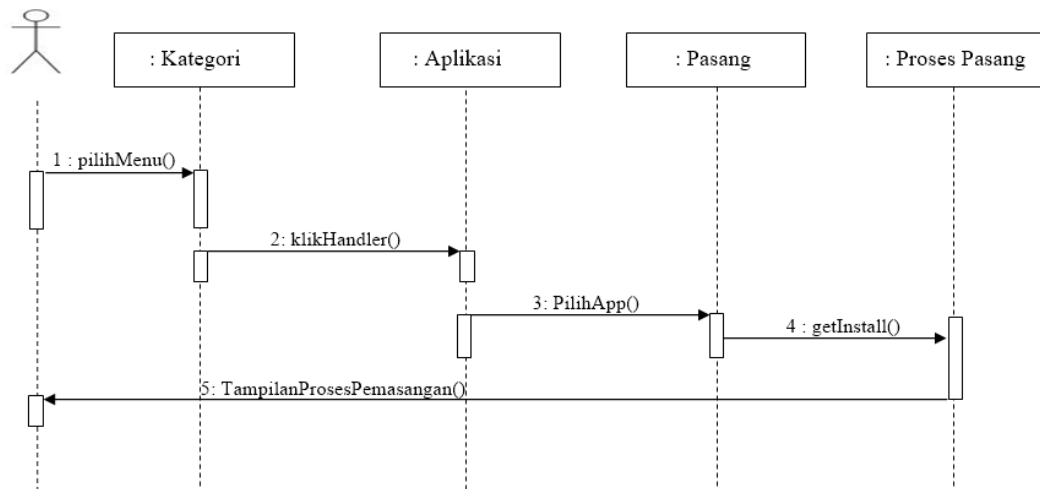 : Kategori
: Aplikasi
: Pasang
: Proses Pasang
1 : pilihMenu()
2: klikHandler()
3: PilihApp()
4 : getInstall()
5: TampilanProsesPemasangan()